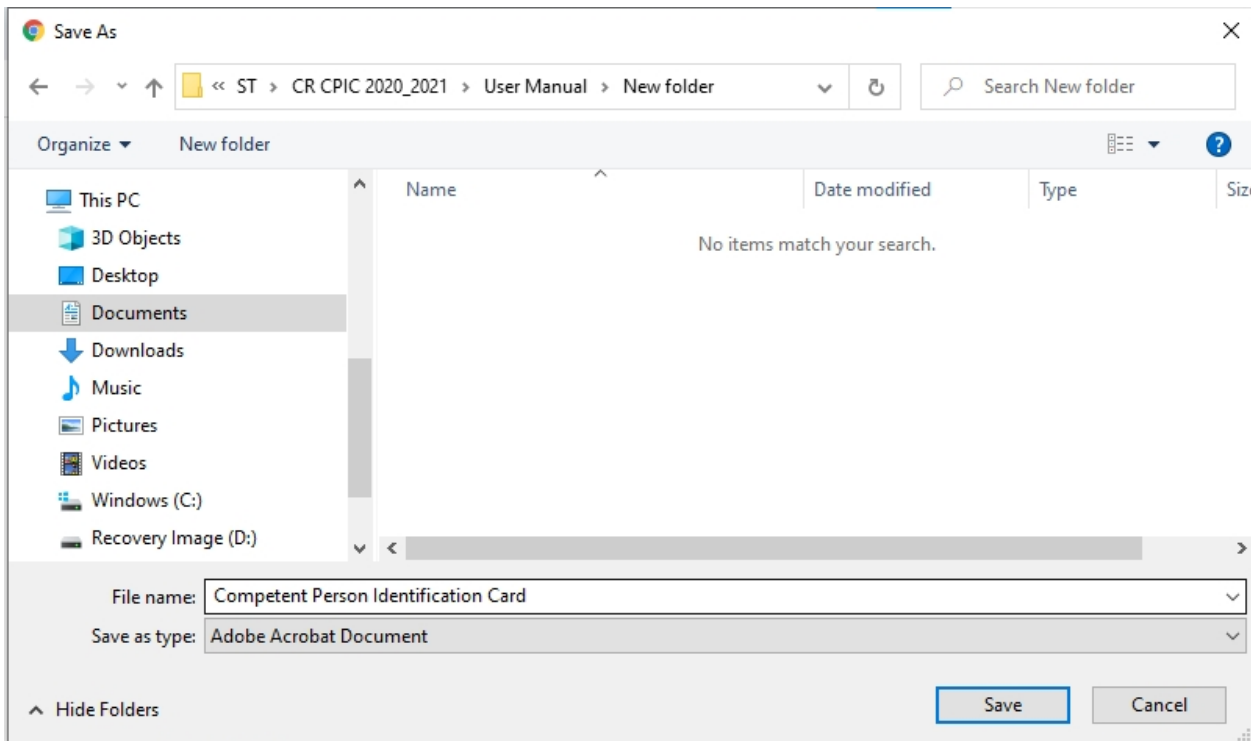 Save As
« ST > CR CPIC 2020_2021 > User Manual > New folder
Search New folder
Organize
New folder
?
Name
Date modified
Type
Siz
This PC
No items match your search.
3D Objects
Desktop
Documents
Downloads
Music
Pictures
Videos
Windows (C:)
Recovery Image (D:)
File name: Competent Person Identification Card
Save as type: Adobe Acrobat Document
Hide Folders
Save
Cancel